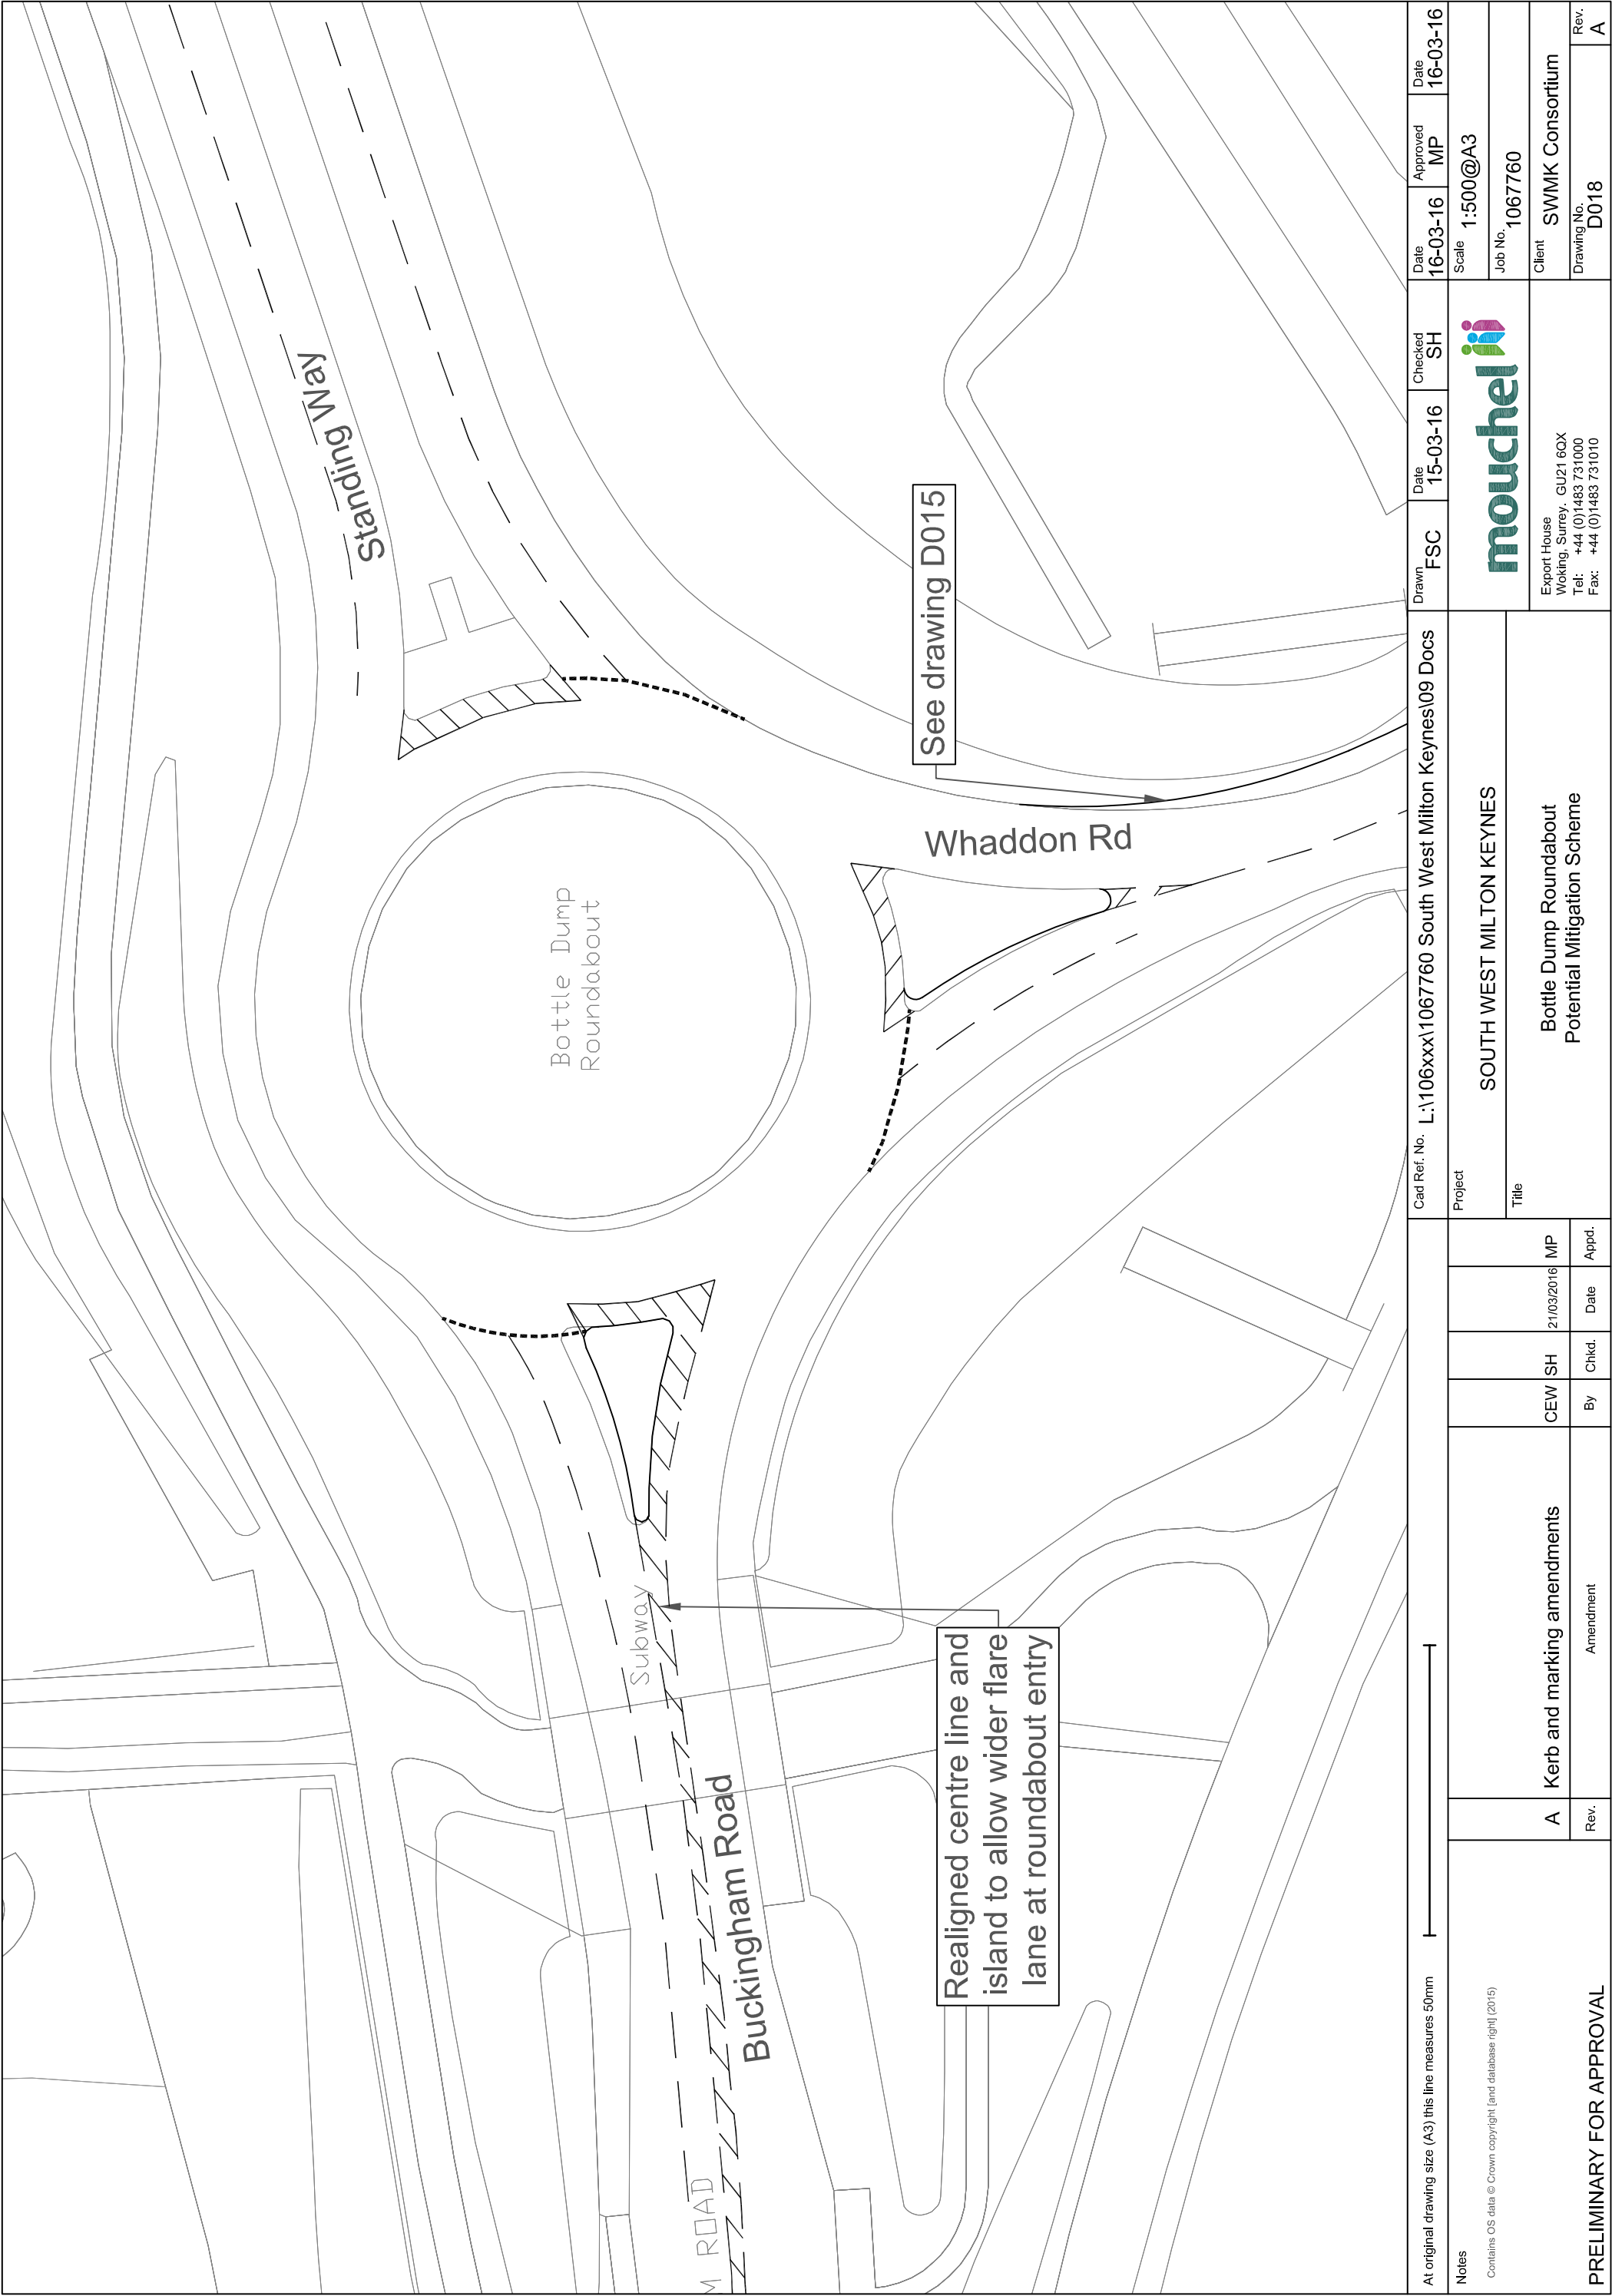 Standing Way
Bottle Dump
Roundabout
See drawing D015
Whaddon Rd
Subway
Buckingham Road
M ROAD
Realigned centre line and
island to allow wider flare
lane at roundabout entry
At original drawing size (A3) this line measures 50mm
Notes
Contains OS data © Crown copyright [and database right] (2015)
PRELIMINARY FOR APPROVAL
A Kerb and marking amendments CEW SH 21/03/2016 MP
Rev. Amendment By Chkd. Date Appd.
Cad Ref. No. L:\106xxx\1067760 South West Milton Keynes\09 Docs
Project
SOUTH WEST MILTON KEYNES
Title
Bottle Dump Roundabout
Potential Mitigation Scheme
Drawn FSC
Date 15-03-16
Checked SH
Date 16-03-16
Approved MP
Date 16-03-16
mouchel
Export House
Woking, Surrey. GU21 6QX
Tel: +44 (0)1483 731000
Fax: +44 (0)1483 731010
Scale 1:500@A3
Job No. 1067760
Client SWMK Consortium
Drawing No. D018
Rev. A